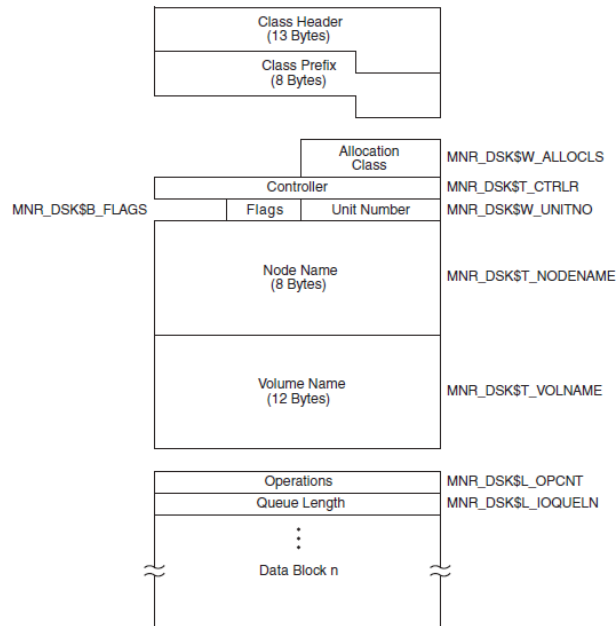 Class Header
(13 Bytes)
Class Prefix
(8 Bytes)
Allocation
Class
MNR_DSK$W_ALLOCLS
Controller
MNR_DSK$T_CTRLR
MNR_DSK$B_FLAGS
Flags
Unit Number
MNR_DSK$W_UNITNO
Node Name
(8 Bytes)
MNR_DSK$T_NODENAME
Volume Name
(12 Bytes)
MNR_DSK$T_VOLNAME
Operations
MNR_DSK$L_OPCNT
Queue Length
MNR_DSK$L_IOQUELN
Data Block n